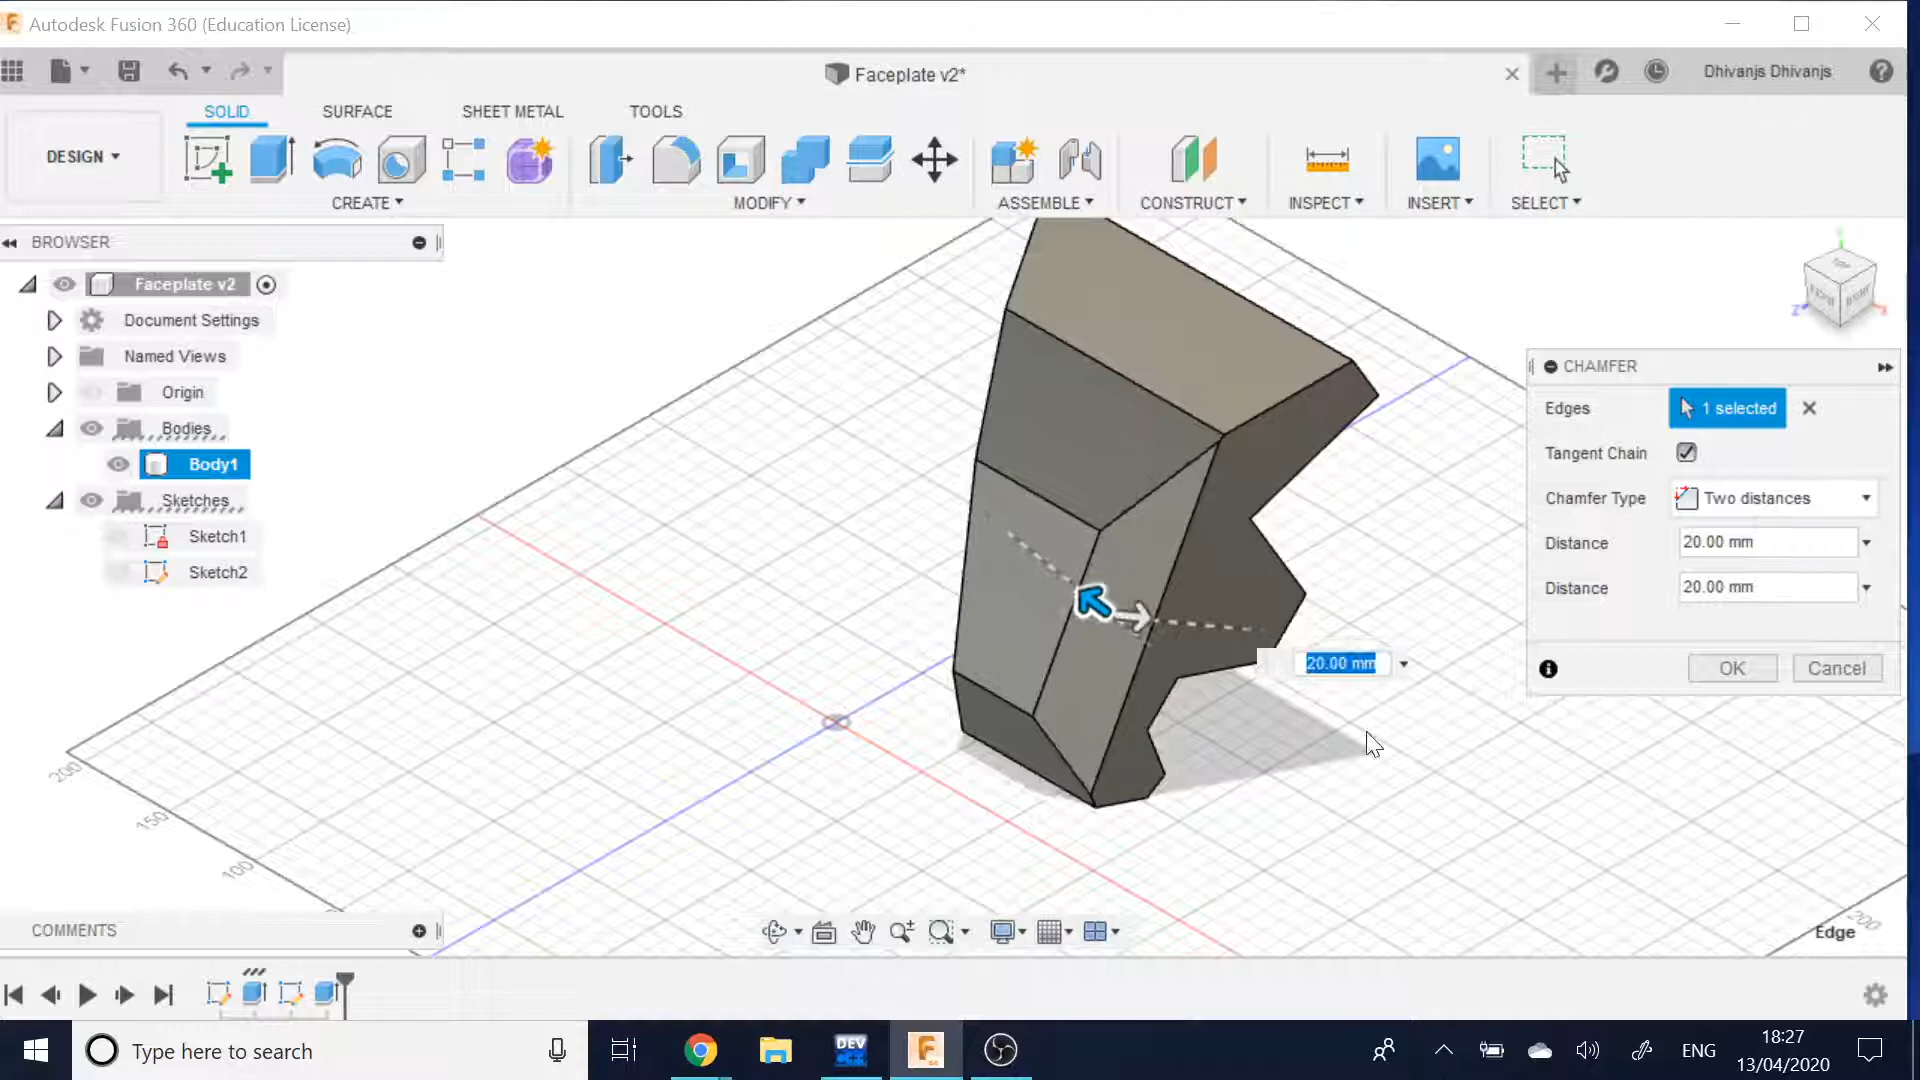 Autodesk Fusion 360 (Education License)
Faceplate v2*
Dhivanjs Dhivanjs
SOLID
SURFACE
SHEET METAL
TOOLS
DESIGN
CREATE
MODIFY
ASSEMBLE
CONSTRUCT
INSPECT
INSERT
SELECT
BROWSER
Faceplate v2
Document Settings
Named Views
Origin
Bodies
Body1
Sketches
Sketch1
Sketch2
TOP
Z
CHAMFER
Edges
1 selected
Tangent Chain
Chamfer Type
Two distances
Distance
20.00 mm
Distance
20.00 mm
OK
Cancel
20.00 mm
200
150
100
200
Edge
COMMENTS
Type here to search
DEV
ENG
18:27
13/04/2020